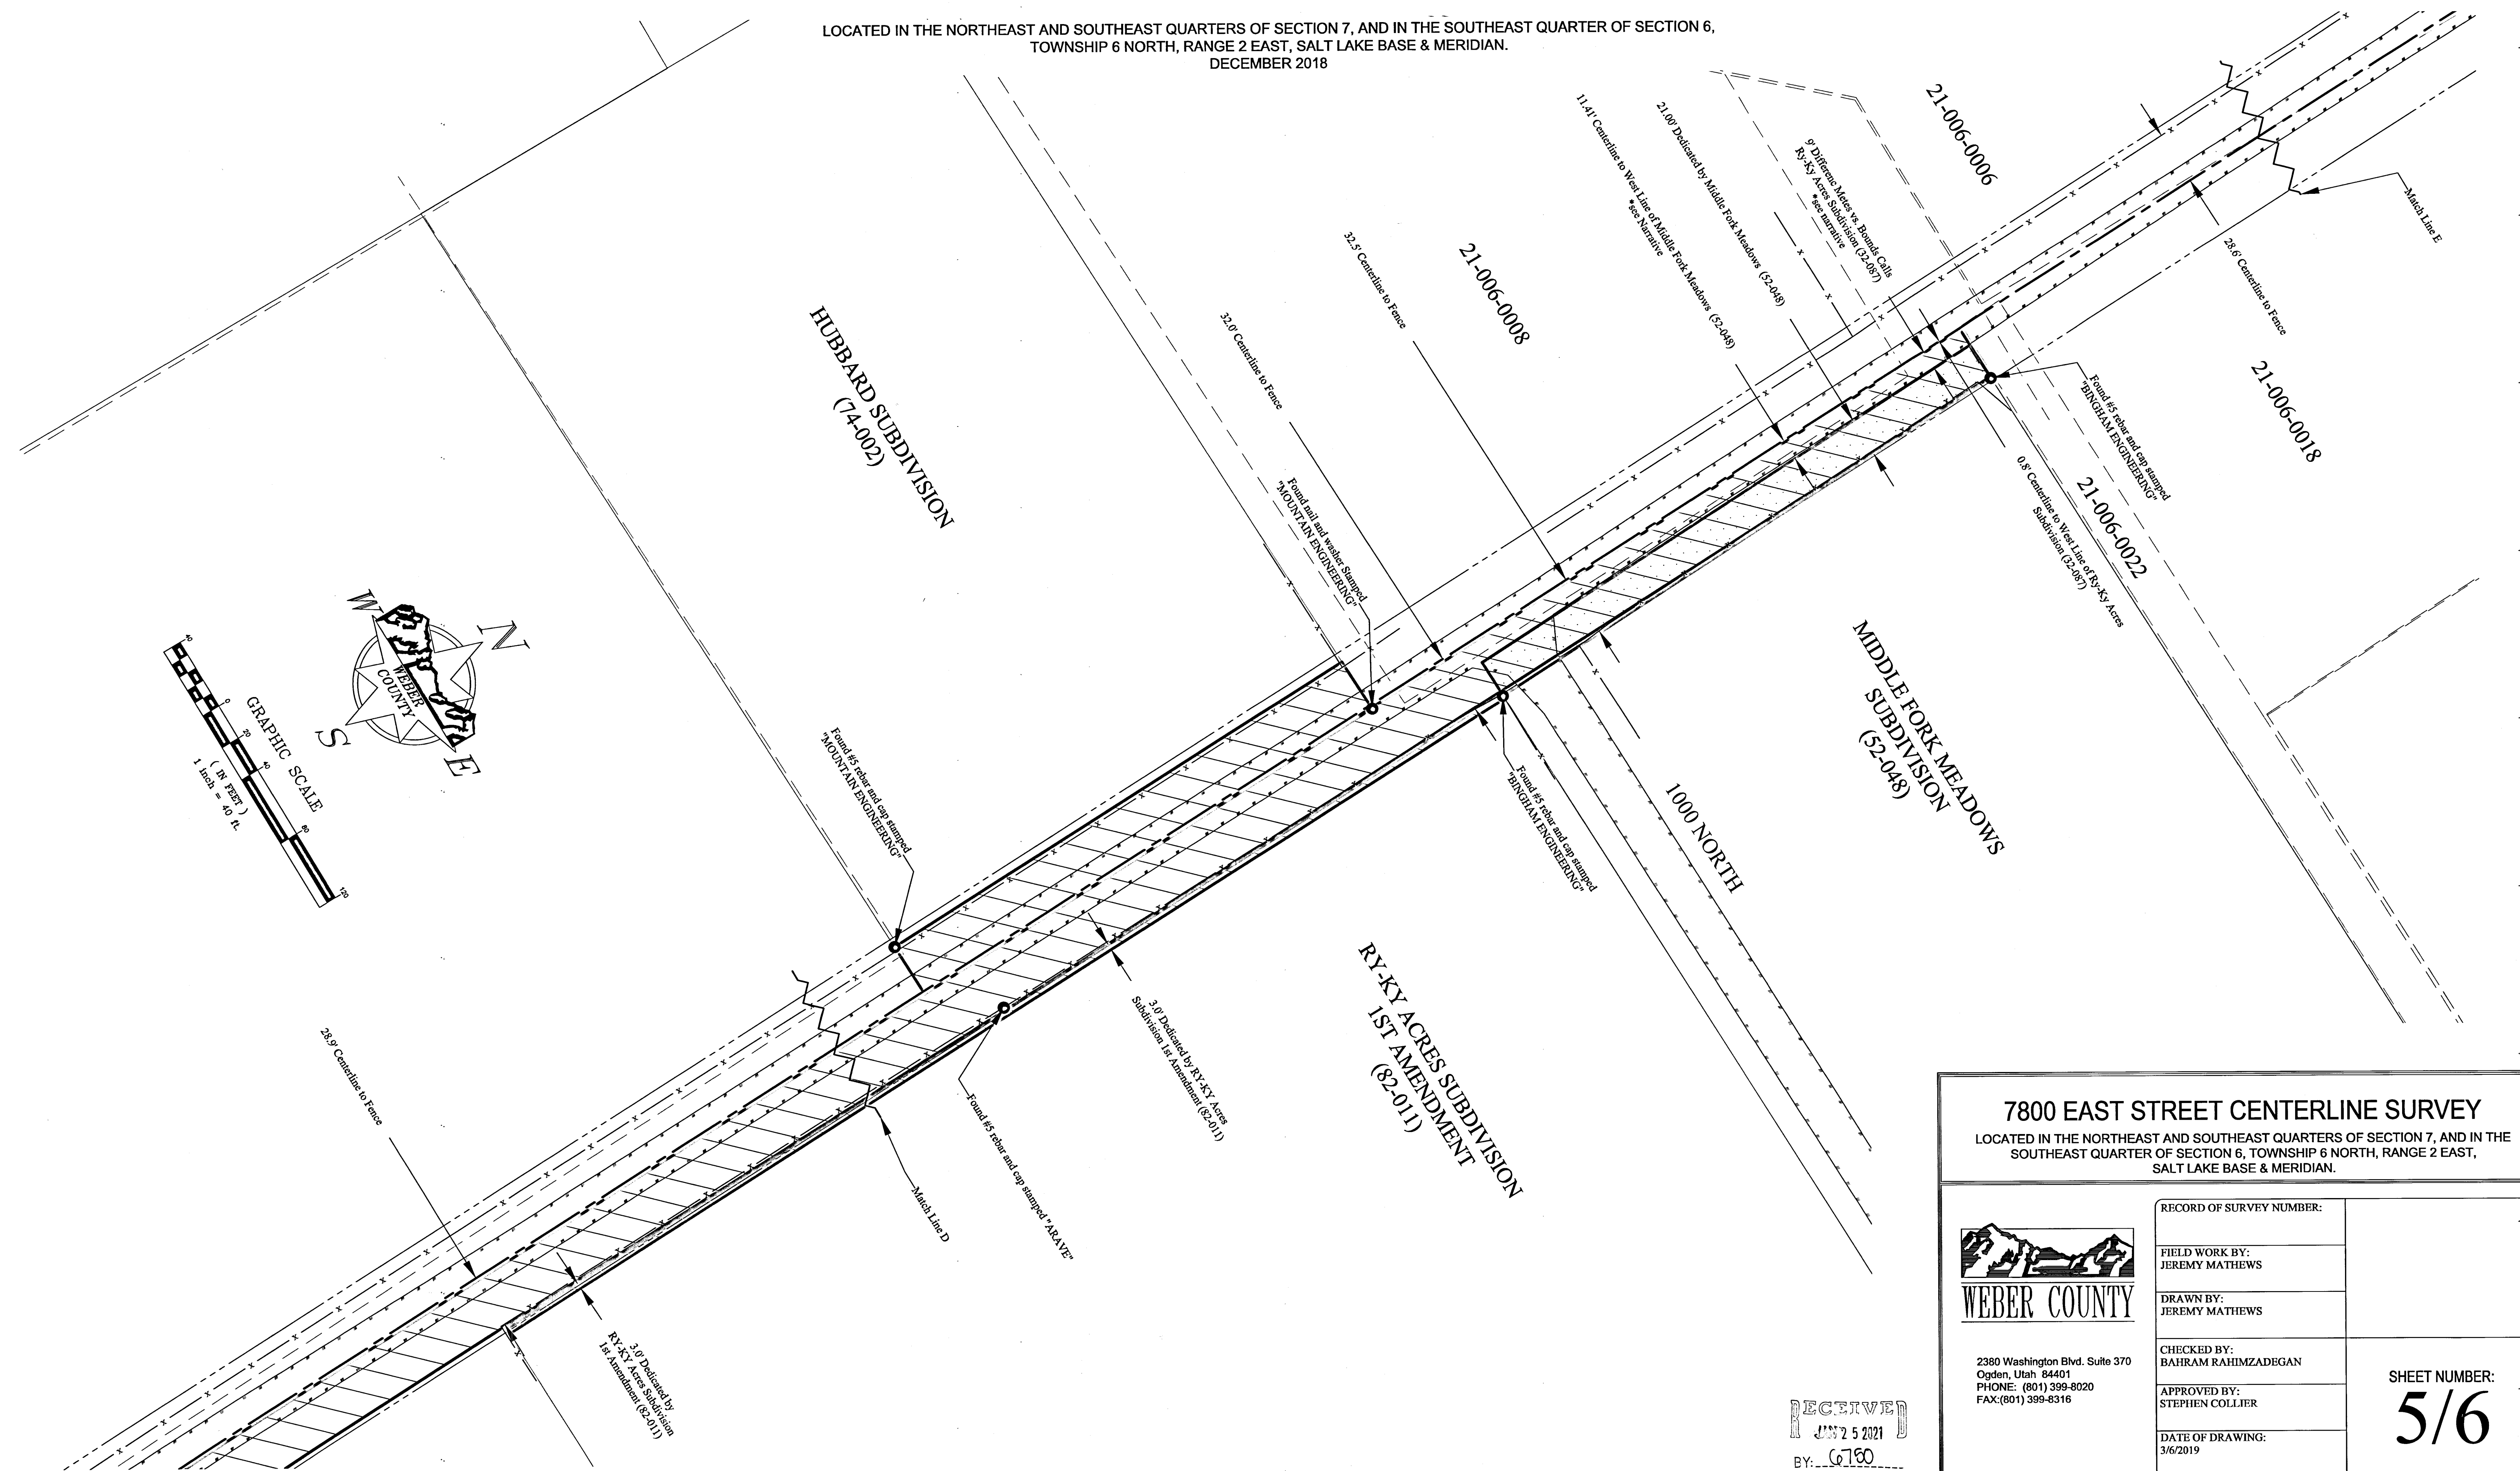 LOCATED IN THE NORTHEAST AND SOUTHEAST QUARTERS OF SECTION 7, AND IN THE SOUTHEAST QUARTER OF SECTION 6,
TOWNSHIP 6 NORTH, RANGE 2 EAST, SALT LAKE BASE & MERIDIAN.
DECEMBER 2018
21-006-0006
11.41' Centerline to West Line of Middle Fork Meadows (52-048)
*see Narrative
21.00' Dedicated by Middle Fork Meadows (52-048)
9' Differenc Metes vs. Bounds Calls
Ry-Ky Acres Subdivision (32-087)
*see narrative
Match Line E
28.6' Centerline to Fence
32.5' Centerline to Fence
21-006-0008
32.0' Centerline to Fence
HUBBARD SUBDIVISION
(74-002)
21-006-0018
Found #5 rebar and cap stamped
"BINGHAM ENGINEERING"
0.8' Centerline to West Line of Ry-Ky Acres
Subdivision (32-087)
21-006-0022
Found nail and washer Stamped
"MOUNTAIN ENGINEERING"
MIDDLE FORK MEADOWS
SUBDIVISION
(52-048)
W
N
S
E
WEBER
COUNTY
GRAPHIC SCALE
40
0
20
40
80
120
( IN FEET )
1 inch = 40 ft.
Found #5 rebar and cap stamped
"MOUNTAIN ENGINEERING"
Found #5 rebar and cap stamped
"BINGHAM ENGINEERING"
1000 NORTH
RY-KY ACRES SUBDIVISION
1ST AMENDMENT
(82-011)
3.0' Dedicated by RY-KY Acres
Subdivision 1st Amendment (82-011)
Found #5 rebar and cap stamped "ARAVE"
Match Line D
28.9' Centerline to Fence
3.0' Dedicated by
RY-KY Acres Subdivision
1st Amendment (82-011)
7800 EAST STREET CENTERLINE SURVEY
LOCATED IN THE NORTHEAST AND SOUTHEAST QUARTERS OF SECTION 7, AND IN THE
SOUTHEAST QUARTER OF SECTION 6, TOWNSHIP 6 NORTH, RANGE 2 EAST,
SALT LAKE BASE & MERIDIAN.
WEBER COUNTY
2380 Washington Blvd. Suite 370
Ogden, Utah 84401
PHONE: (801) 399-8020
FAX:(801) 399-8316
RECORD OF SURVEY NUMBER:
FIELD WORK BY:
JEREMY MATHEWS
DRAWN BY:
JEREMY MATHEWS
CHECKED BY:
BAHRAM RAHIMZADEGAN
APPROVED BY:
STEPHEN COLLIER
DATE OF DRAWING:
3/6/2019
SHEET NUMBER:
5/6
RECEIVED
25 2021
BY: 6750